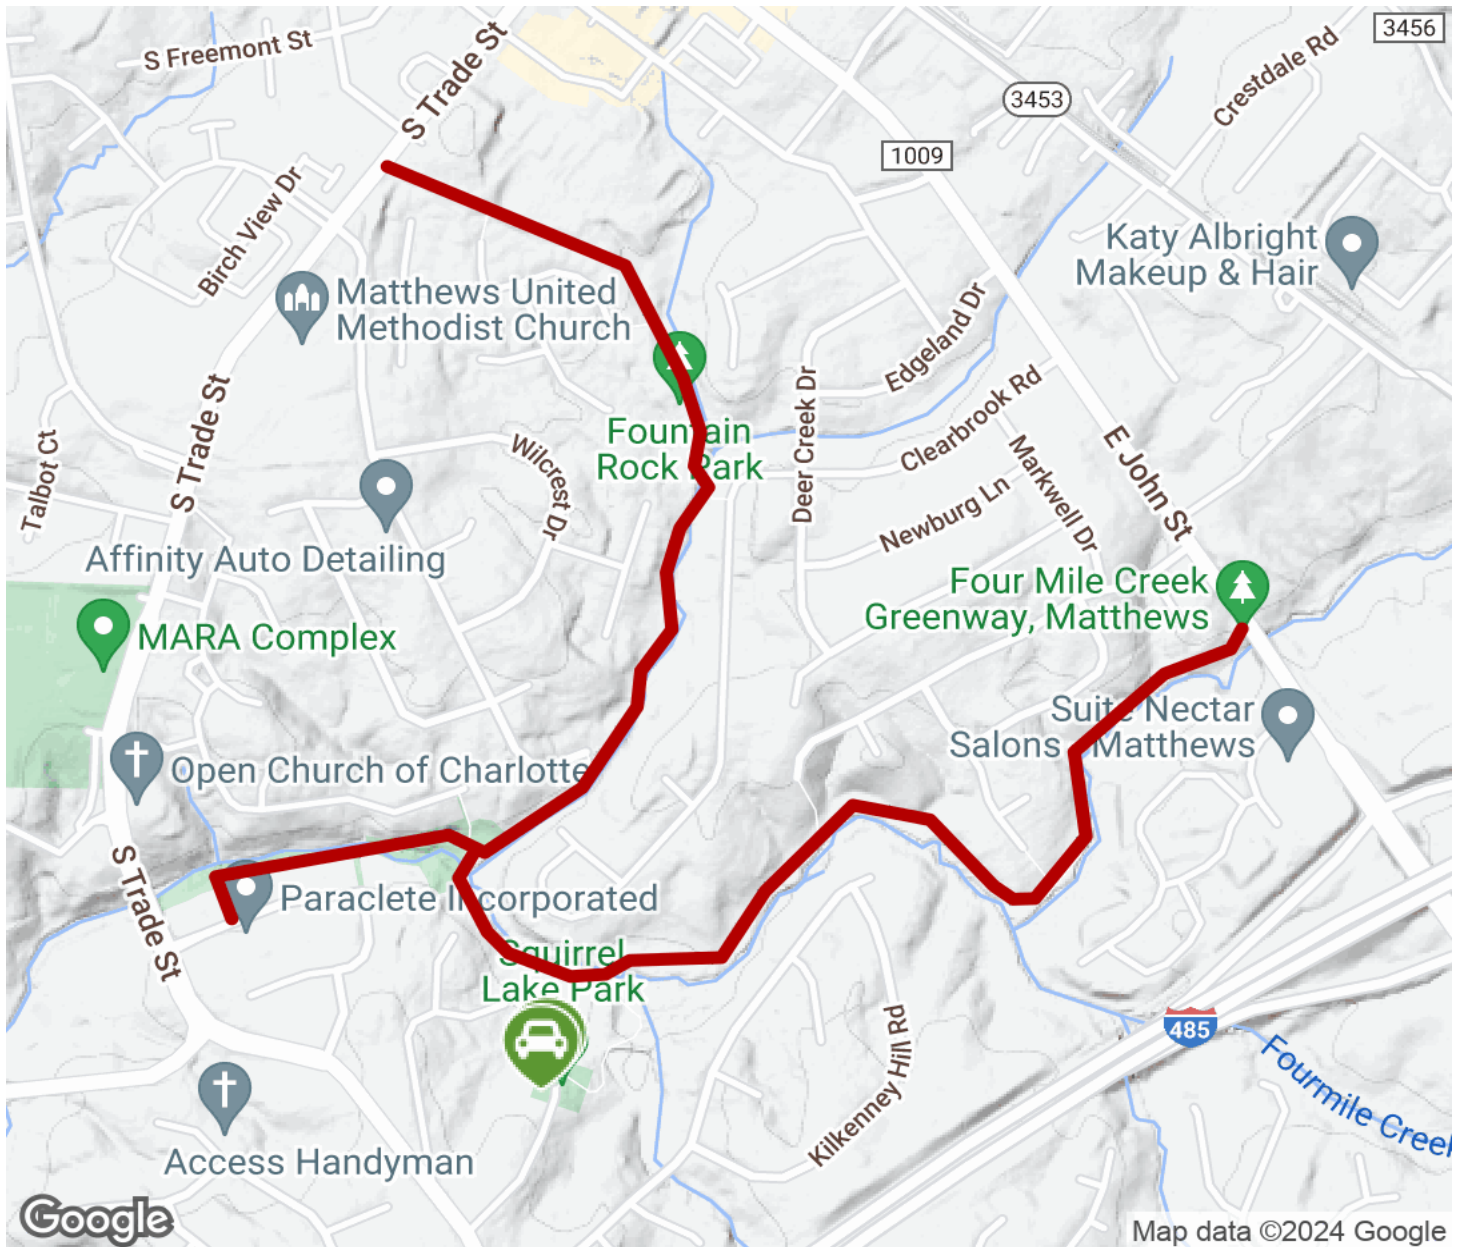 3456
S Freemont St
S Trade St
Crestdale Rd
3453
1009
Birch View Dr
Katy Albright
Makeup & Hair
Matthews United
Methodist Church
Edgeland Dr
Deer Creek Dr
Clearbrook Rd
S Trade St
Fountain
Rock Park
Talbot Ct
Wilcrest Dr
Markwell Dr
E John St
Newburg Ln
Affinity Auto Detailing
Four Mile Creek
Greenway, Matthews
MARA Complex
Suite Nectar
Salons Matthews
Open Church of Charlotte
S Trade St
Paraclete Incorporated
Squirrel
Lake Park
485
Kilkenney Hill Rd
Fourmile Creek
Access Handyman
Google
Map data ©2024 Google